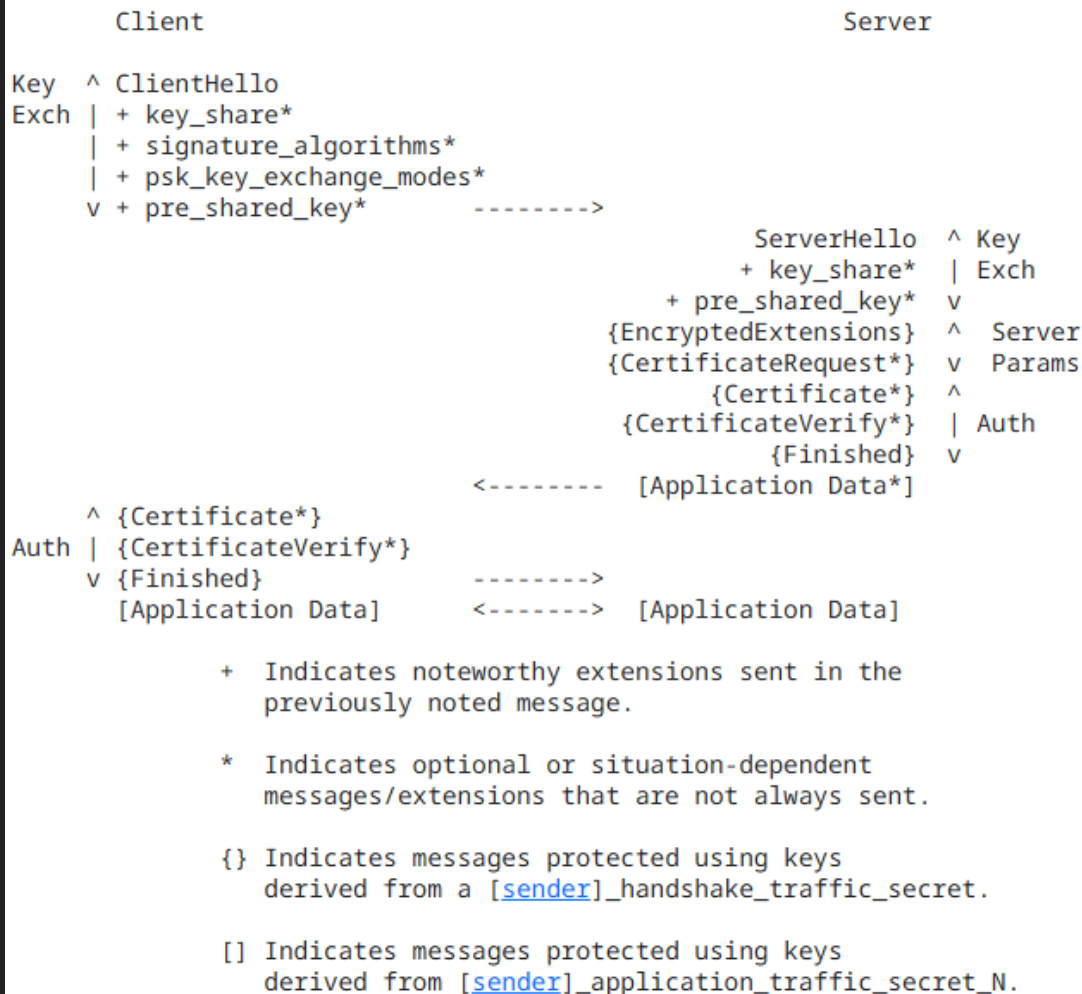 Client                                           Server

Key  ^ ClientHello
Exch | + key_share*
     | + signature_algorithms*
     | + psk_key_exchange_modes*
     v + pre_shared_key*       -------->
                                                  ServerHello  ^ Key
                                                 + key_share*  | Exch
                                            + pre_shared_key*  v
                                        {EncryptedExtensions}  ^  Server
                                        {CertificateRequest*}  v  Params
                                               {Certificate*}  ^
                                         {CertificateVerify*}  | Auth
                                                   {Finished}  v
                               <--------  [Application Data*]
     ^ {Certificate*}
Auth | {CertificateVerify*}
     v {Finished}              -------->
       [Application Data]      <------->  [Application Data]

              +  Indicates noteworthy extensions sent in the
                 previously noted message.

              *  Indicates optional or situation-dependent
                 messages/extensions that are not always sent.

              {} Indicates messages protected using keys
                 derived from a [sender]_handshake_traffic_secret.

              [] Indicates messages protected using keys
                 derived from [sender]_application_traffic_secret_N.